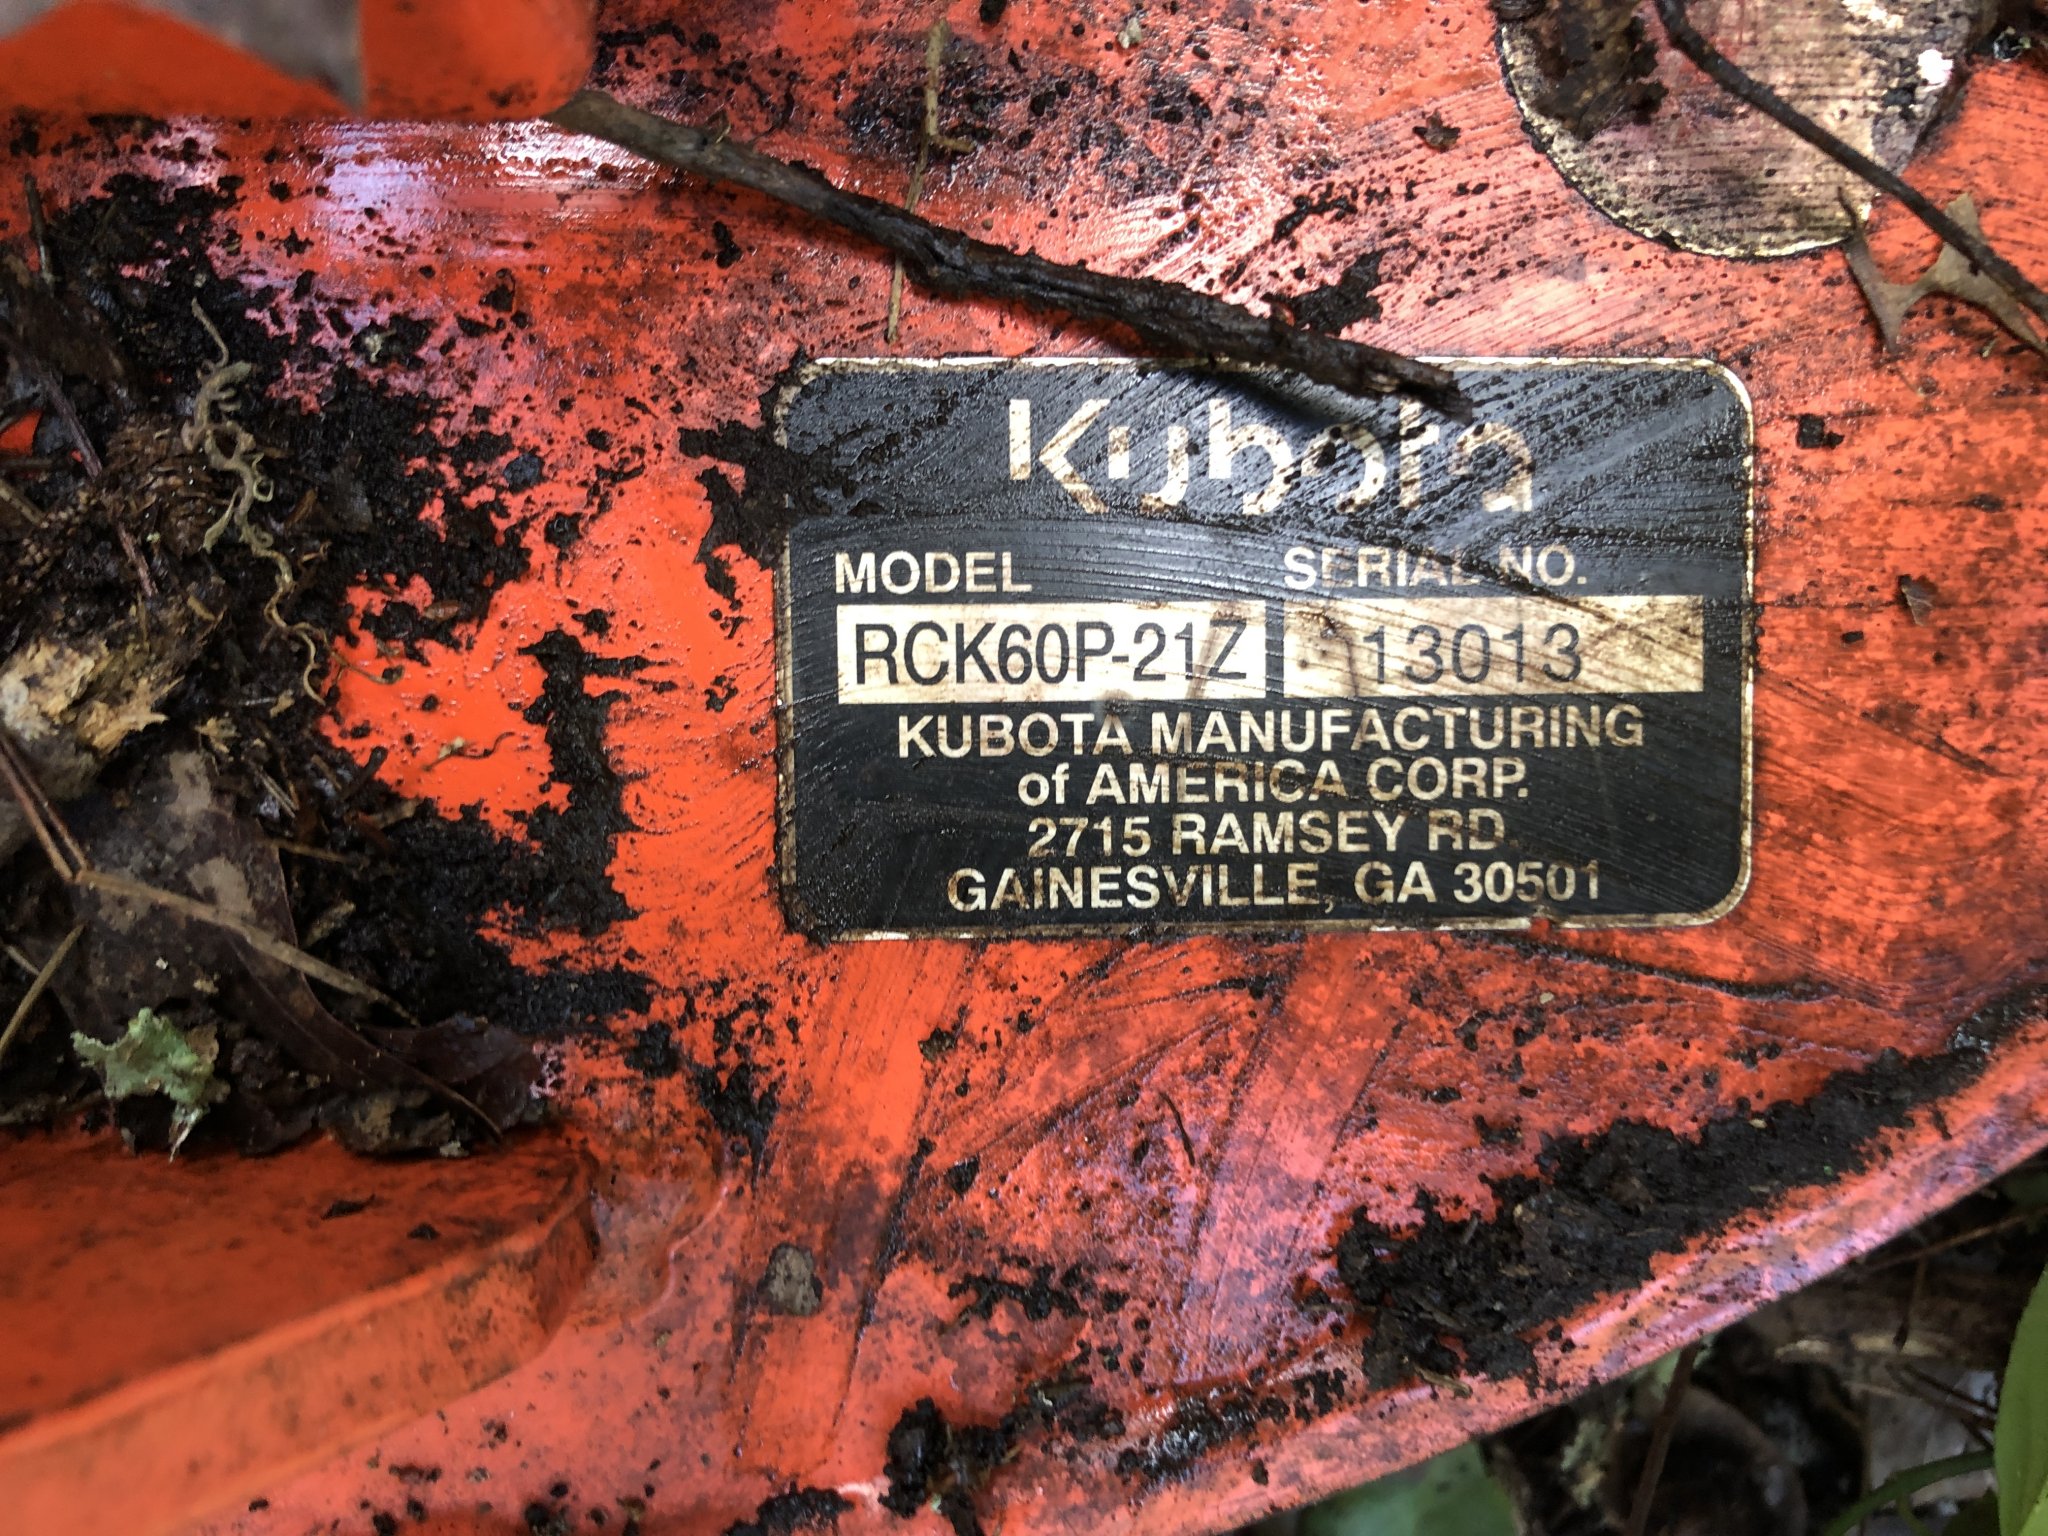 Kubota
MODEL SERIAL NO.
RCK60P-21Z 13013
KUBOTA MANUFACTURING
of AMERICA CORP.
2715 RAMSEY RD.
GAINESVILLE, GA 30501